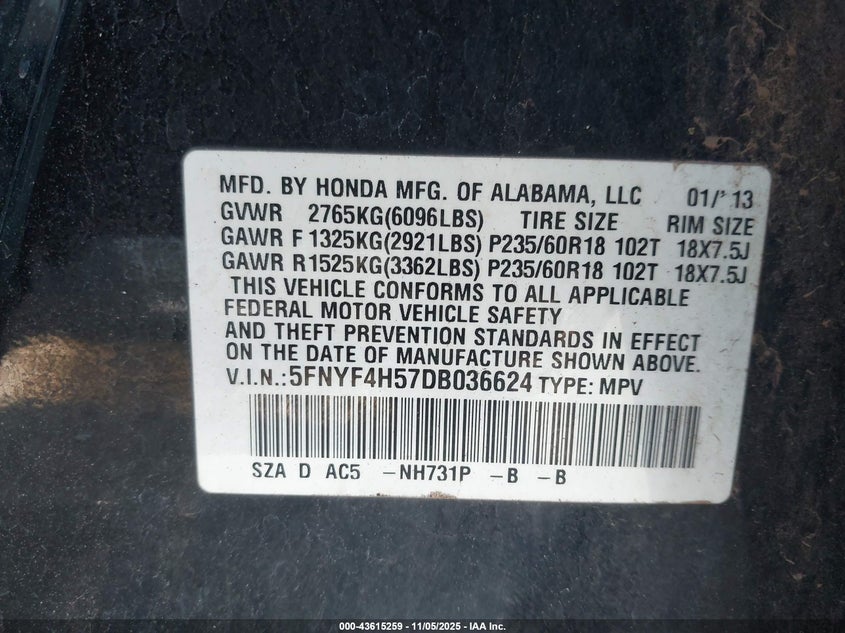 MFD. BY HONDA MFG. OF ALABAMA, LLC 01/'13
GVWR 2765KG(6096LBS) TIRE SIZE RIM SIZE
GAWR F 1325KG(2921LBS) P235/60R18 102T 18X7.5J
GAWR R1525KG(3362LBS) P235/60R18 102T 18X7.5J
THIS VEHICLE CONFORMS TO ALL APPLICABLE
FEDERAL MOTOR VEHICLE SAFETY
AND THEFT PREVENTION STANDARDS IN EFFECT
ON THE DATE OF MANUFACTURE SHOWN ABOVE.
V.I.N.:5FNYF4H57DB036624 TYPE: MPV
SZA D AC5 -NH731P -B -B
000-43615259 - 11/05/2025 - IAA Inc.